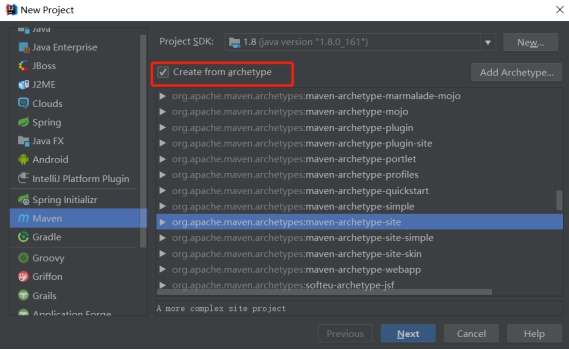 New Project
Java
Java Enterprise
JBoss
J2ME
Clouds
Spring
Java FX
Android
IntelliJ Platform Plugin
Spring Initializr
Maven
Gradle
Groovy
Griffon
Grails
Application Forge
Project SDK: 1.8 (java version "1.8.0_161") New...
Create from archetype Add Archetype...
org.apache.maven.archetypes:maven-archetype-marmalade-mojo
org.apache.maven.archetypes:maven-archetype-mojo
org.apache.maven.archetypes:maven-archetype-plugin
org.apache.maven.archetypes:maven-archetype-plugin-site
org.apache.maven.archetypes:maven-archetype-portlet
org.apache.maven.archetypes:maven-archetype-profiles
org.apache.maven.archetypes:maven-archetype-quickstart
org.apache.maven.archetypes:maven-archetype-simple
org.apache.maven.archetypes:maven-archetype-site
org.apache.maven.archetypes:maven-archetype-site-simple
org.apache.maven.archetypes:maven-archetype-site-skin
org.apache.maven.archetypes:maven-archetype-webapp
org.apache.maven.archetypes:softeu-archetype-jsf
A more complex site project
Previous Next Cancel Help